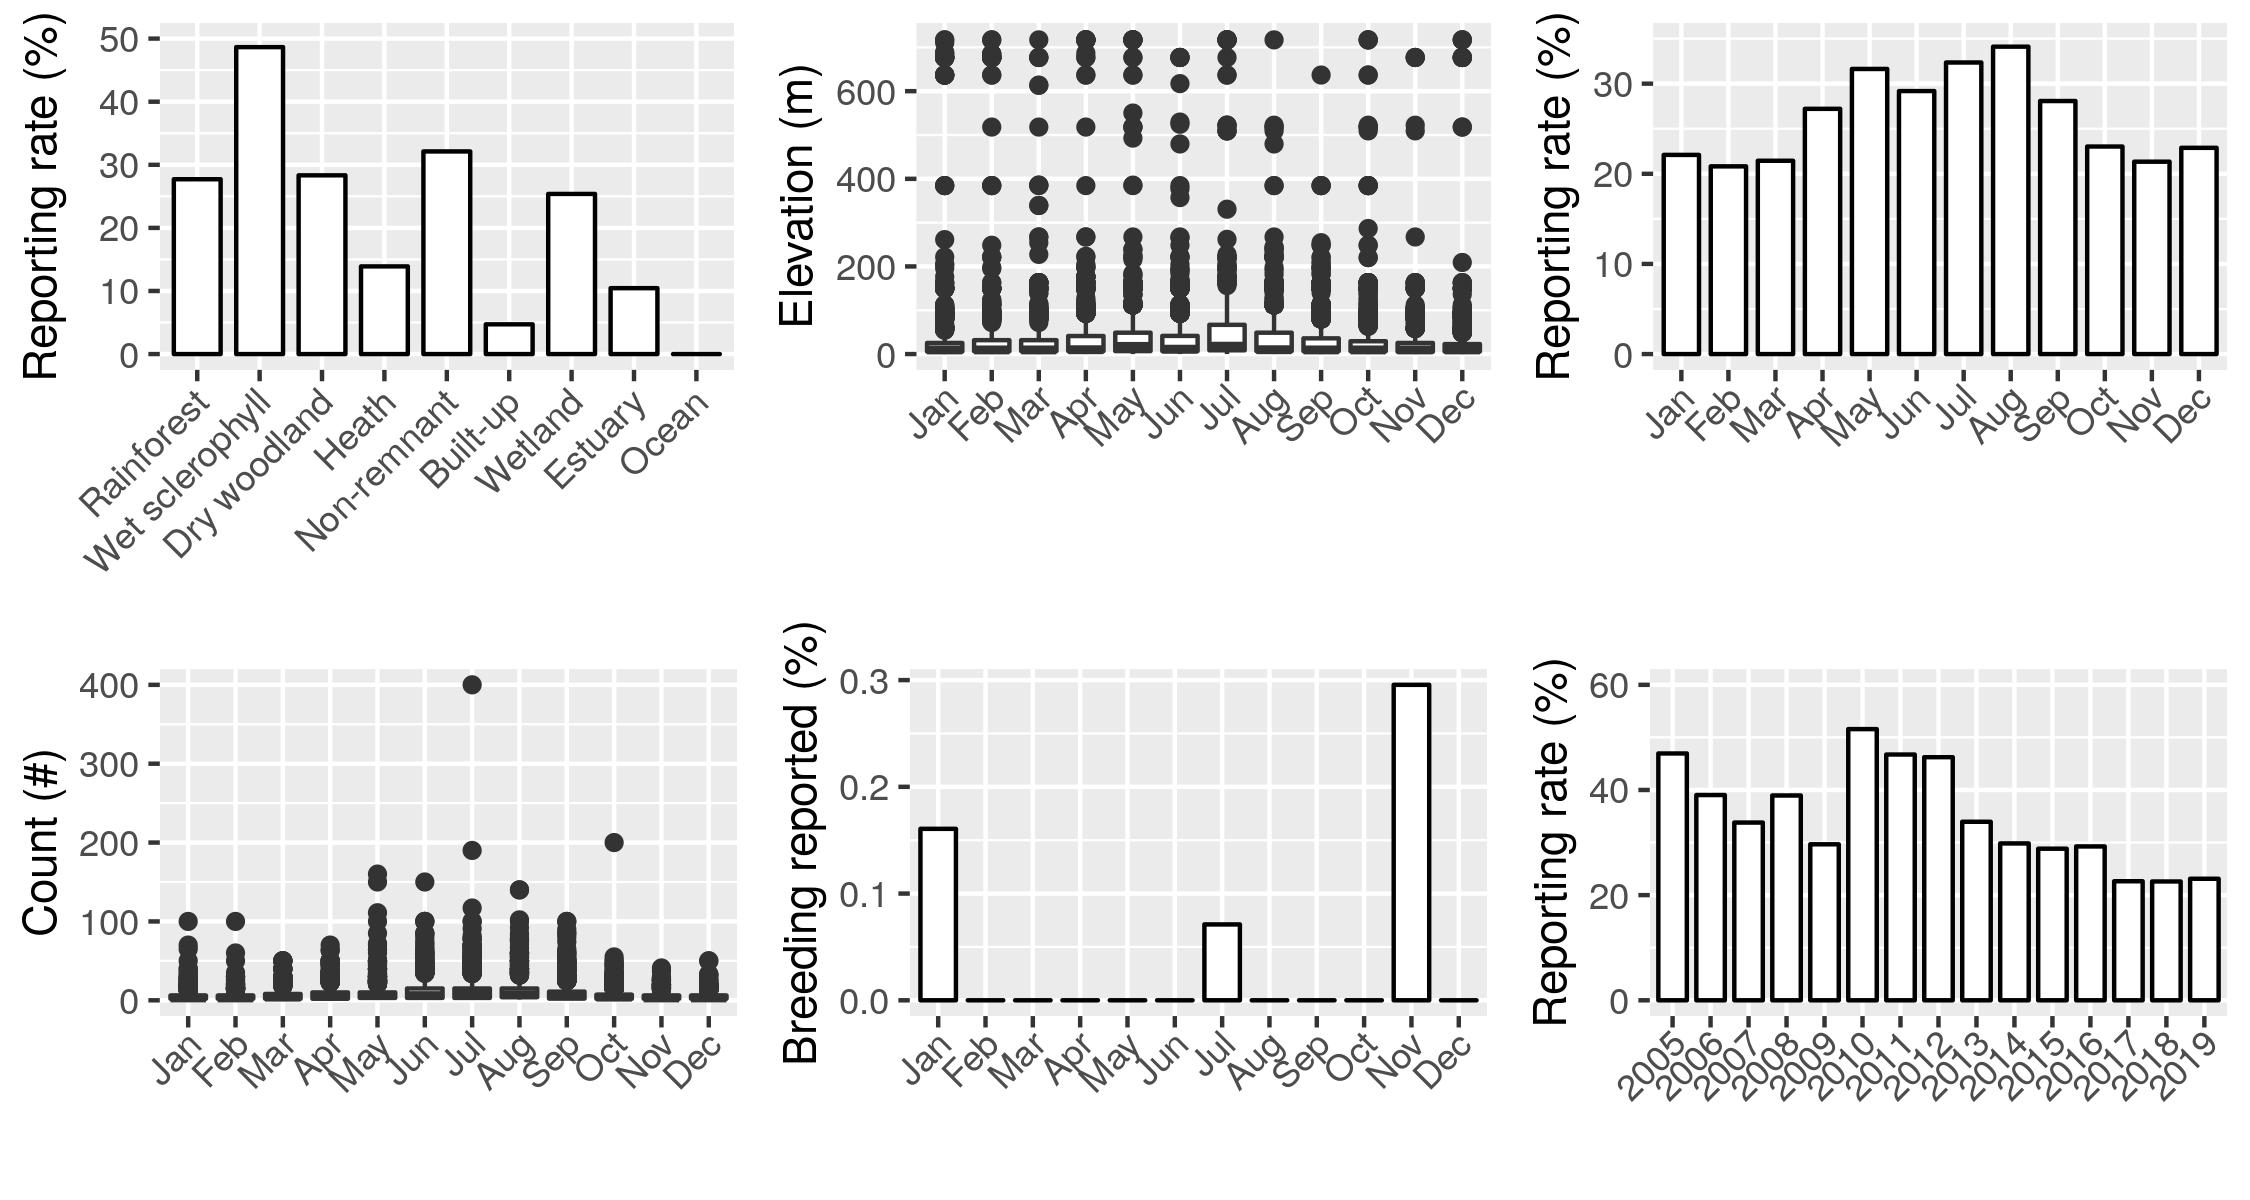 Reporting rate (%)
50
40
30
20
10
0
Rainforest
Wet sclerophyll
Dry woodland
Heath
Non-remnant
Built-up
Wetland
Estuary
Ocean
Elevation (m)
600
400
200
0
Jan
Feb
Mar
Apr
May
Jun
Jul
Aug
Sep
Oct
Nov
Dec
Reporting rate (%)
30
20
10
0
Jan
Feb
Mar
Apr
May
Jun
Jul
Aug
Sep
Oct
Nov
Dec
Count (#)
400
300
200
100
0
Jan
Feb
Mar
Apr
May
Jun
Jul
Aug
Sep
Oct
Nov
Dec
Breeding reported (%)
0.3
0.2
0.1
0.0
Jan
Feb
Mar
Apr
May
Jun
Jul
Aug
Sep
Oct
Nov
Dec
Reporting rate (%)
60
40
20
0
2005
2006
2007
2008
2009
2010
2011
2012
2013
2014
2015
2016
2017
2018
2019